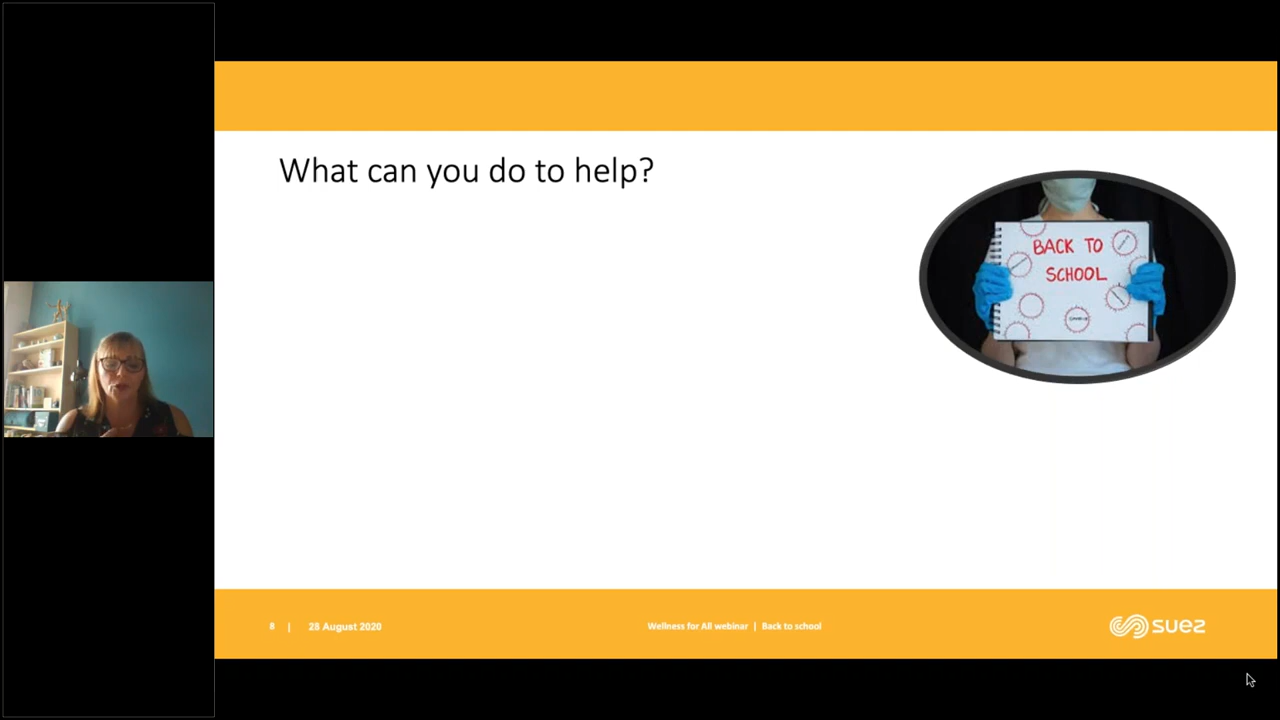 What can you do to help?
BACK TO
SCHOOL
8 | 28 August 2020
Wellness for All webinar | Back to school
suez